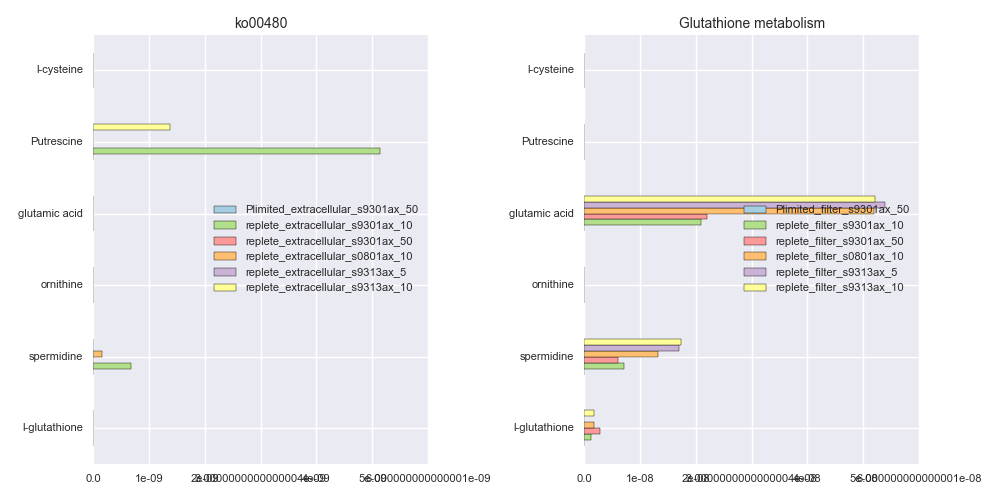 ko00480
l-cysteine
Putrescine
glutamic acid
ornithine
spermidine
l-glutathione
Plimited_extracellular_s9301ax_50
replete_extracellular_s9301ax_10
replete_extracellular_s9301ax_50
replete_extracellular_s0801ax_10
replete_extracellular_s9313ax_5
replete_extracellular_s9313ax_10
0.0
1e-09
Glutathione metabolism
l-cysteine
Putrescine
glutamic acid
ornithine
spermidine
l-glutathione
Plimited_filter_s9301ax_50
replete_filter_s9301ax_10
replete_filter_s9301ax_50
replete_filter_s0801ax_10
replete_filter_s9313ax_5
replete_filter_s9313ax_10
0.0
1e-08